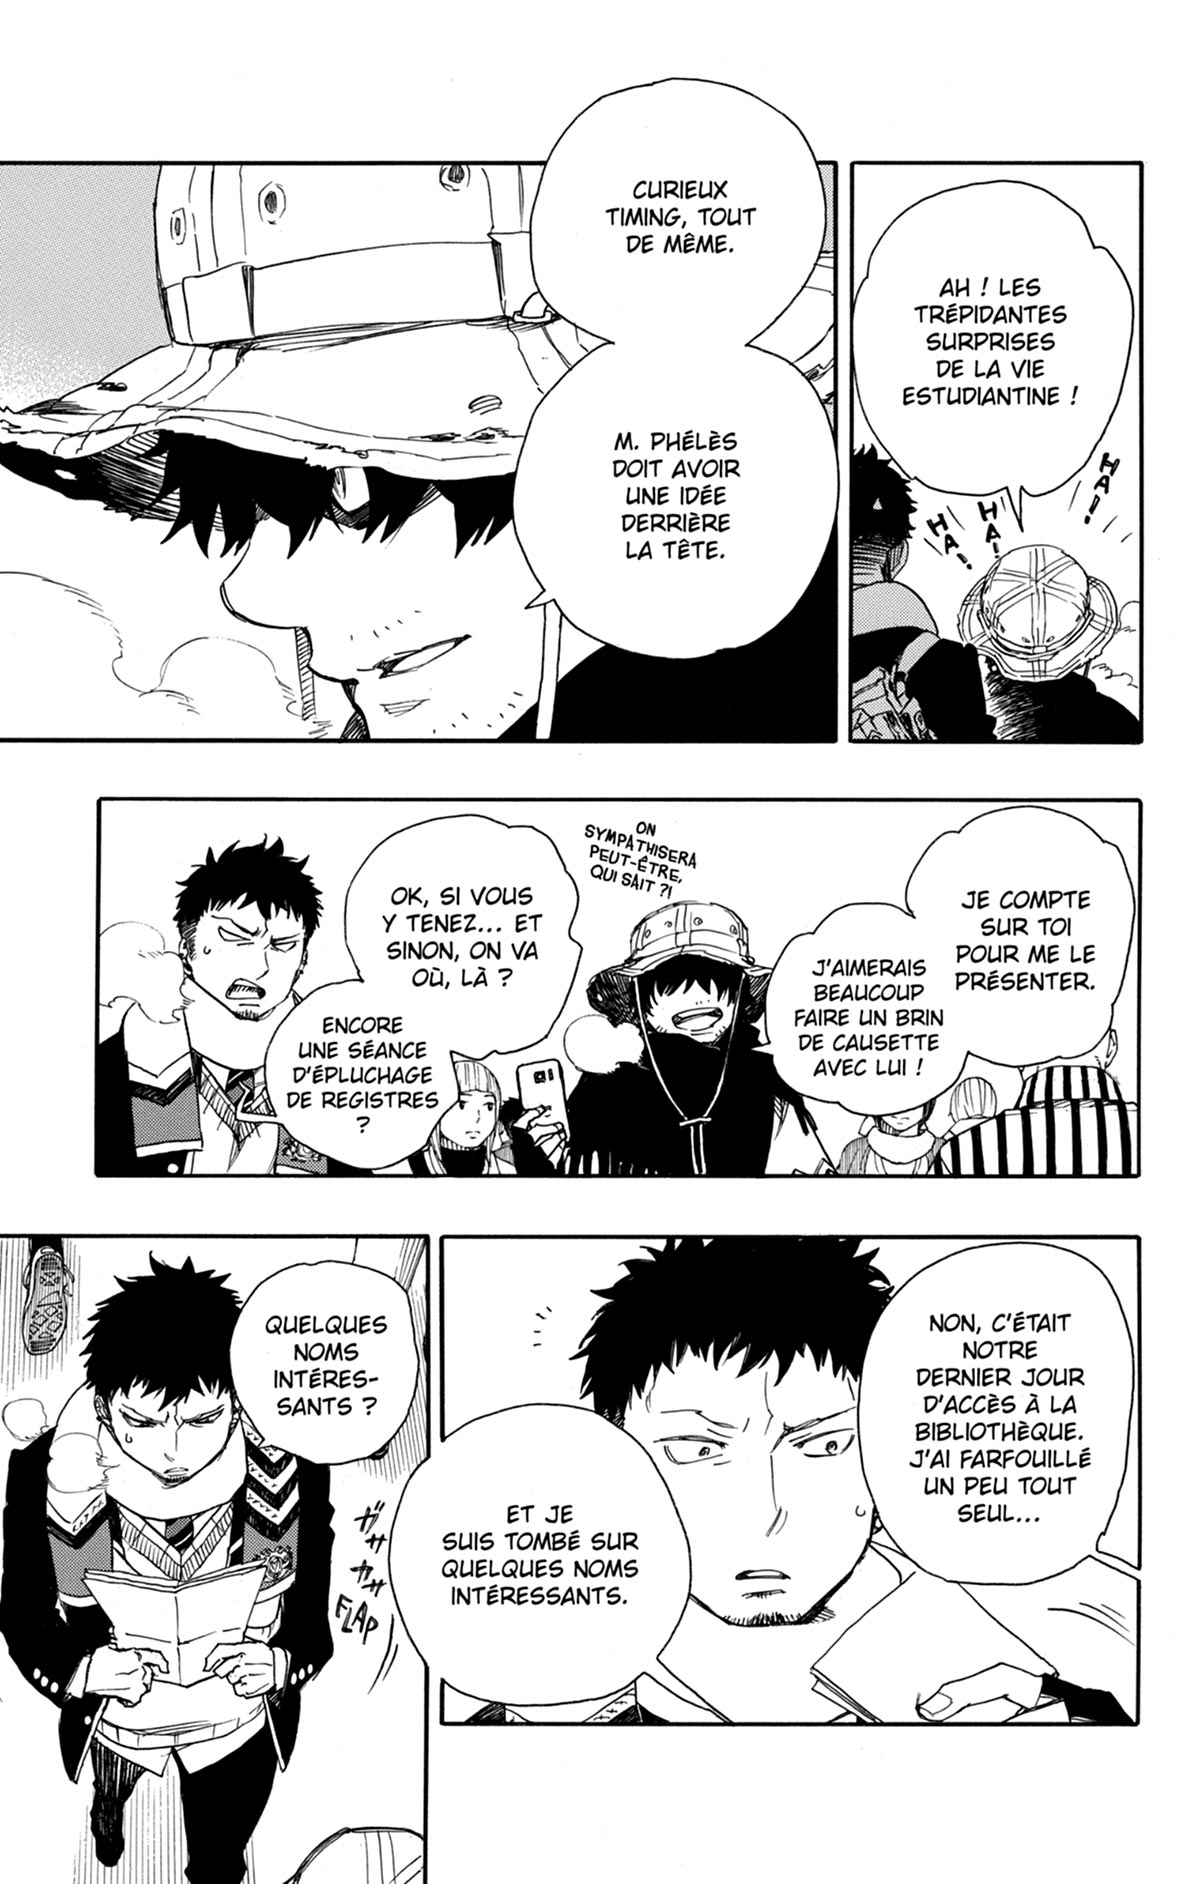 AH ! LES
TRÉPIDANTES
SURPRISES
DE LA VIE
ESTUDIANTINE !
HA !
HA !
HA !
CURIEUX
TIMING, TOUT
DE MÊME.
M. PHÉLÈS
DOIT AVOIR
UNE IDÉE
DERRIÈRE
LA TÊTE.
JE COMPTE
SUR TOI
POUR ME LE
PRÉSENTER.
J'AIMERAIS
BEAUCOUP
FAIRE UN BRIN
DE CAUSETTE
AVEC LUI !
ON
SYMPATHISERA
PEUT-ÊTRE,
QUI SAIT ?!
OK, SI VOUS
Y TENEZ... ET
SINON, ON VA
OÙ, LÀ ?
ENCORE
UNE SÉANCE
D'ÉPLUCHAGE
DE REGISTRES
?
NON, C'ÉTAIT
NOTRE
DERNIER JOUR
D'ACCÈS À LA
BIBLIOTHÈQUE.
J'AI FARFOUILLÉ
UN PEU TOUT
SEUL...
ET JE
SUIS TOMBÉ SUR
QUELQUES NOMS
INTÉRESSANTS.
QUELQUES
NOMS
INTÉRES-
SANTS ?
ガサガサ
FLAP